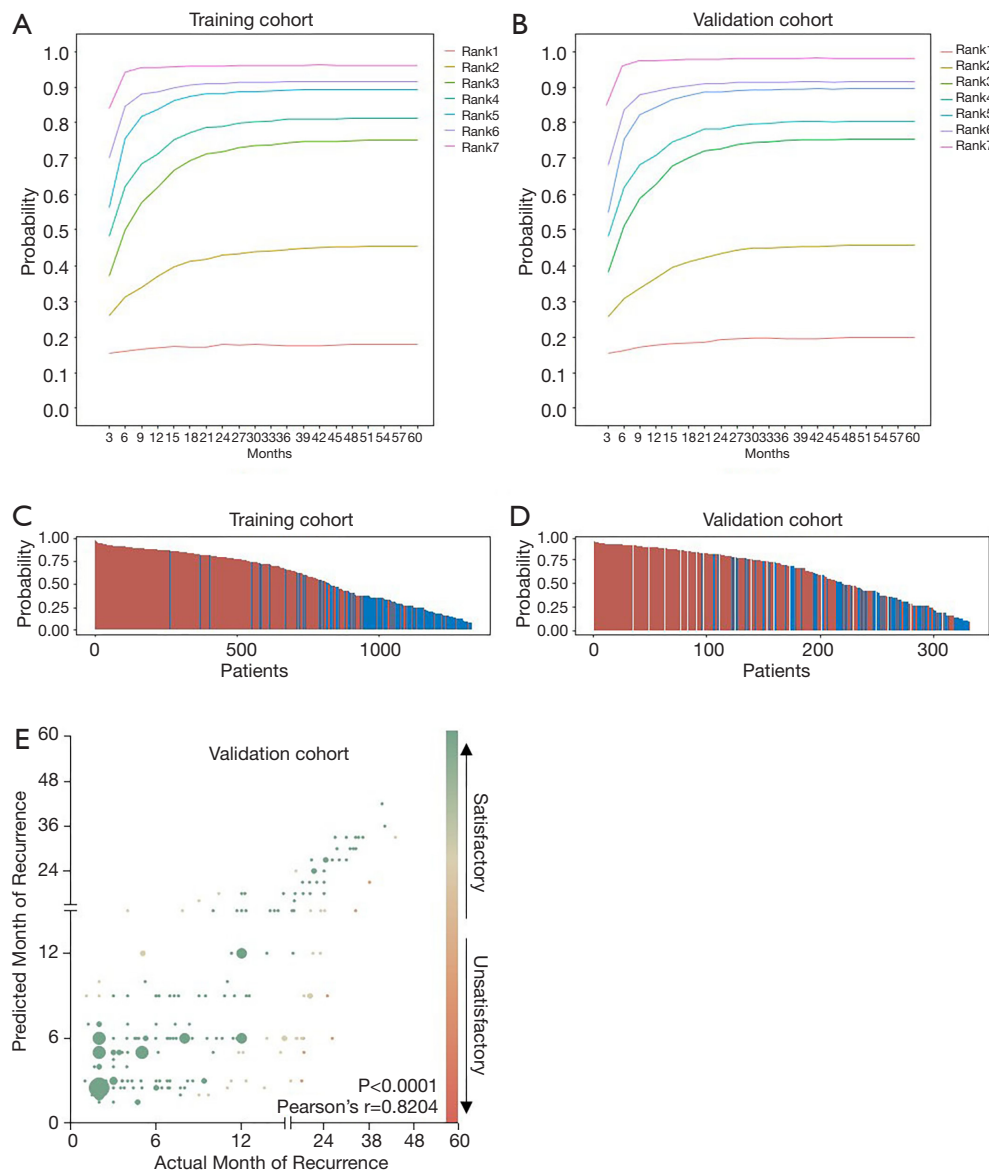 A
Training cohort
1.0
0.9
0.8
0.7
0.6
0.5
0.4
0.3
0.2
0.1
0.0
Probability
3 6 9 12 15 18 21 24 27 30 33 36 39 42 45 48 51 54 57 60
Months
Rank1
Rank2
Rank3
Rank4
Rank5
Rank6
Rank7
B
Validation cohort
1.0
0.9
0.8
0.7
0.6
0.5
0.4
0.3
0.2
0.1
0.0
Probability
3 6 9 12 15 18 21 24 27 30 33 36 39 42 45 48 51 54 57 60
Months
Rank1
Rank2
Rank3
Rank4
Rank5
Rank6
Rank7
C
Training cohort
1.00
0.75
0.50
0.25
0.00
Probability
0 500 1000
Patients
D
Validation cohort
1.00
0.75
0.50
0.25
0.00
Probability
0 100 200 300
Patients
E
Validation cohort
60
48
36
24
12
6
0
Predicted Month of Recurrence
P<0.0001
Pearson's r=0.8204
0 6 12 24 38 48 60
Actual Month of Recurrence
Satisfactory
Unsatisfactory